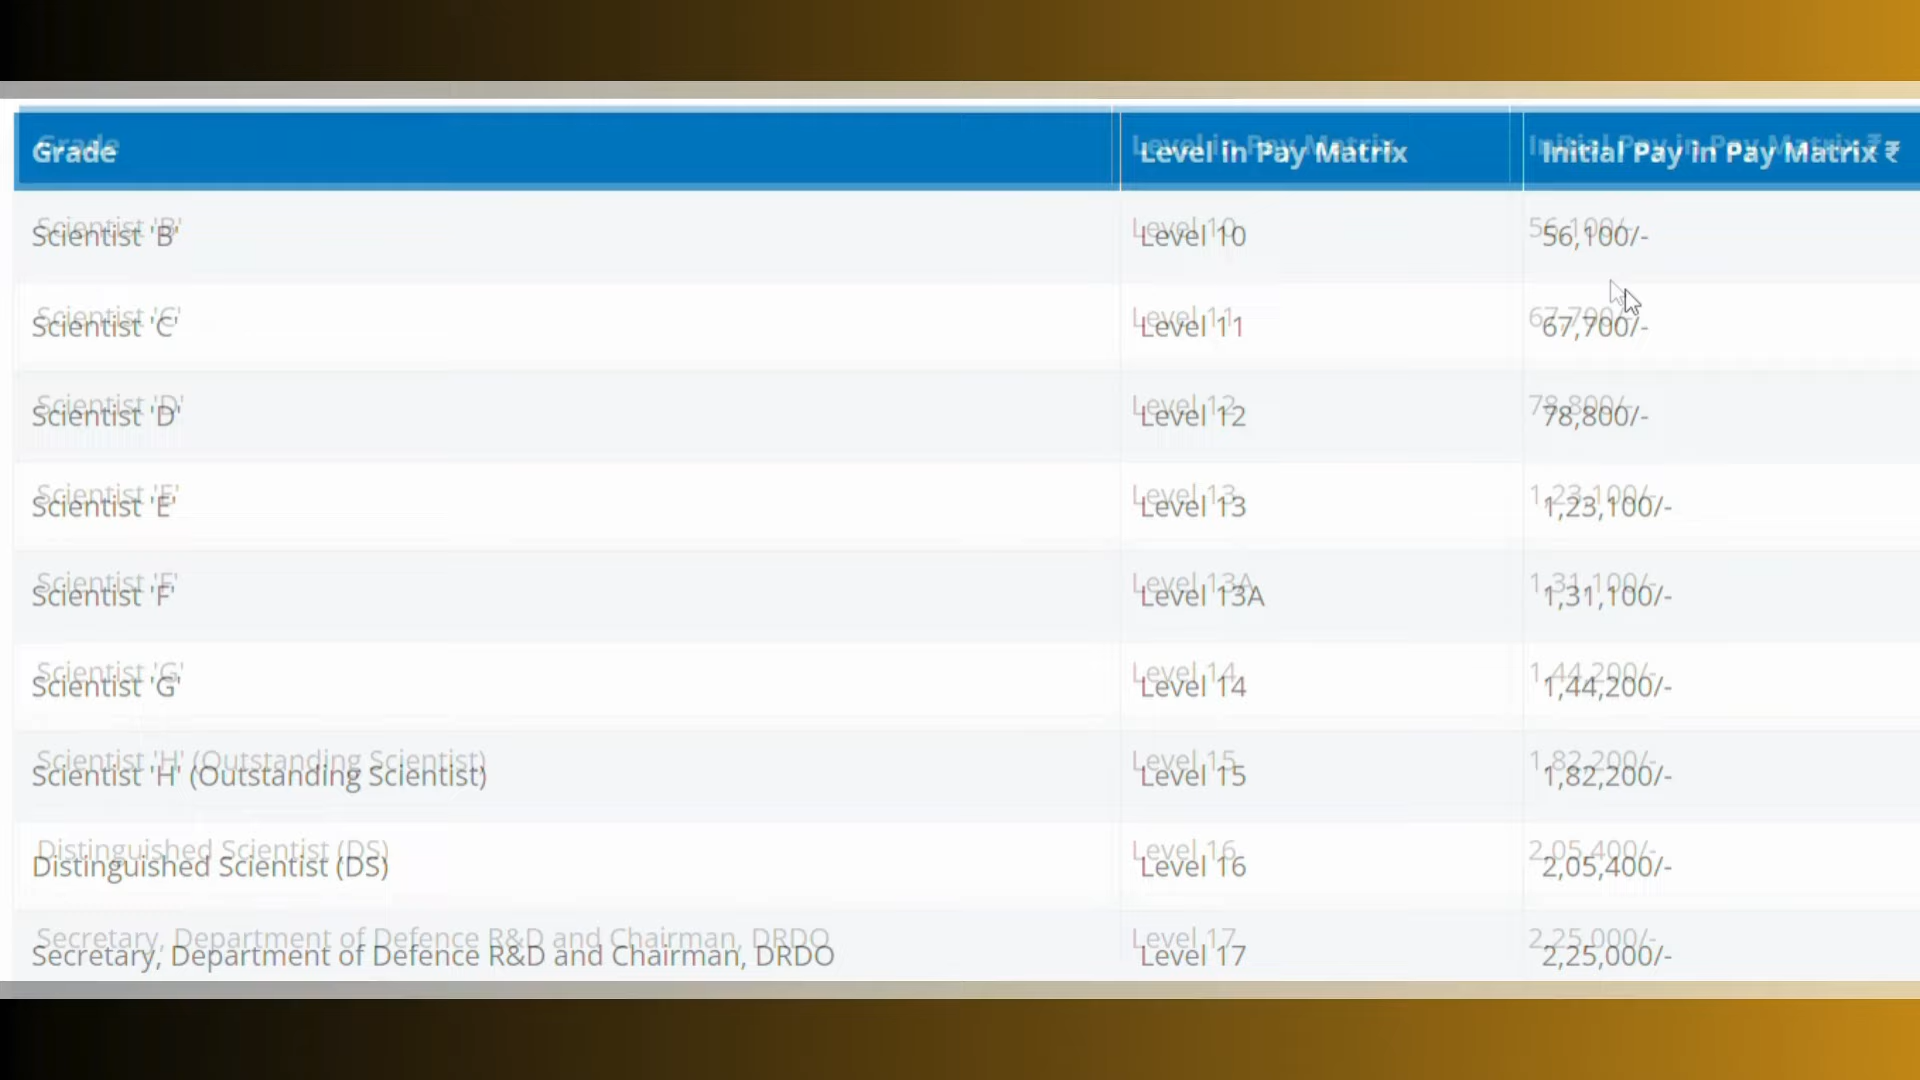 Grade Level in Pay Matrix Initial Pay in Pay Matrix ₹
Scientist 'B' Level 10 56,100/-
Scientist 'C' Level 11 67,700/-
Scientist 'D' Level 12 78,800/-
Scientist 'E' Level 13 1,23,100/-
Scientist 'F' Level 13A 1,31,100/-
Scientist 'G' Level 14 1,44,200/-
Scientist 'H' (Outstanding Scientist) Level 15 1,82,200/-
Distinguished Scientist (DS) Level 16 2,05,400/-
Secretary, Department of Defence R&D and Chairman, DRDO Level 17 2,25,000/-